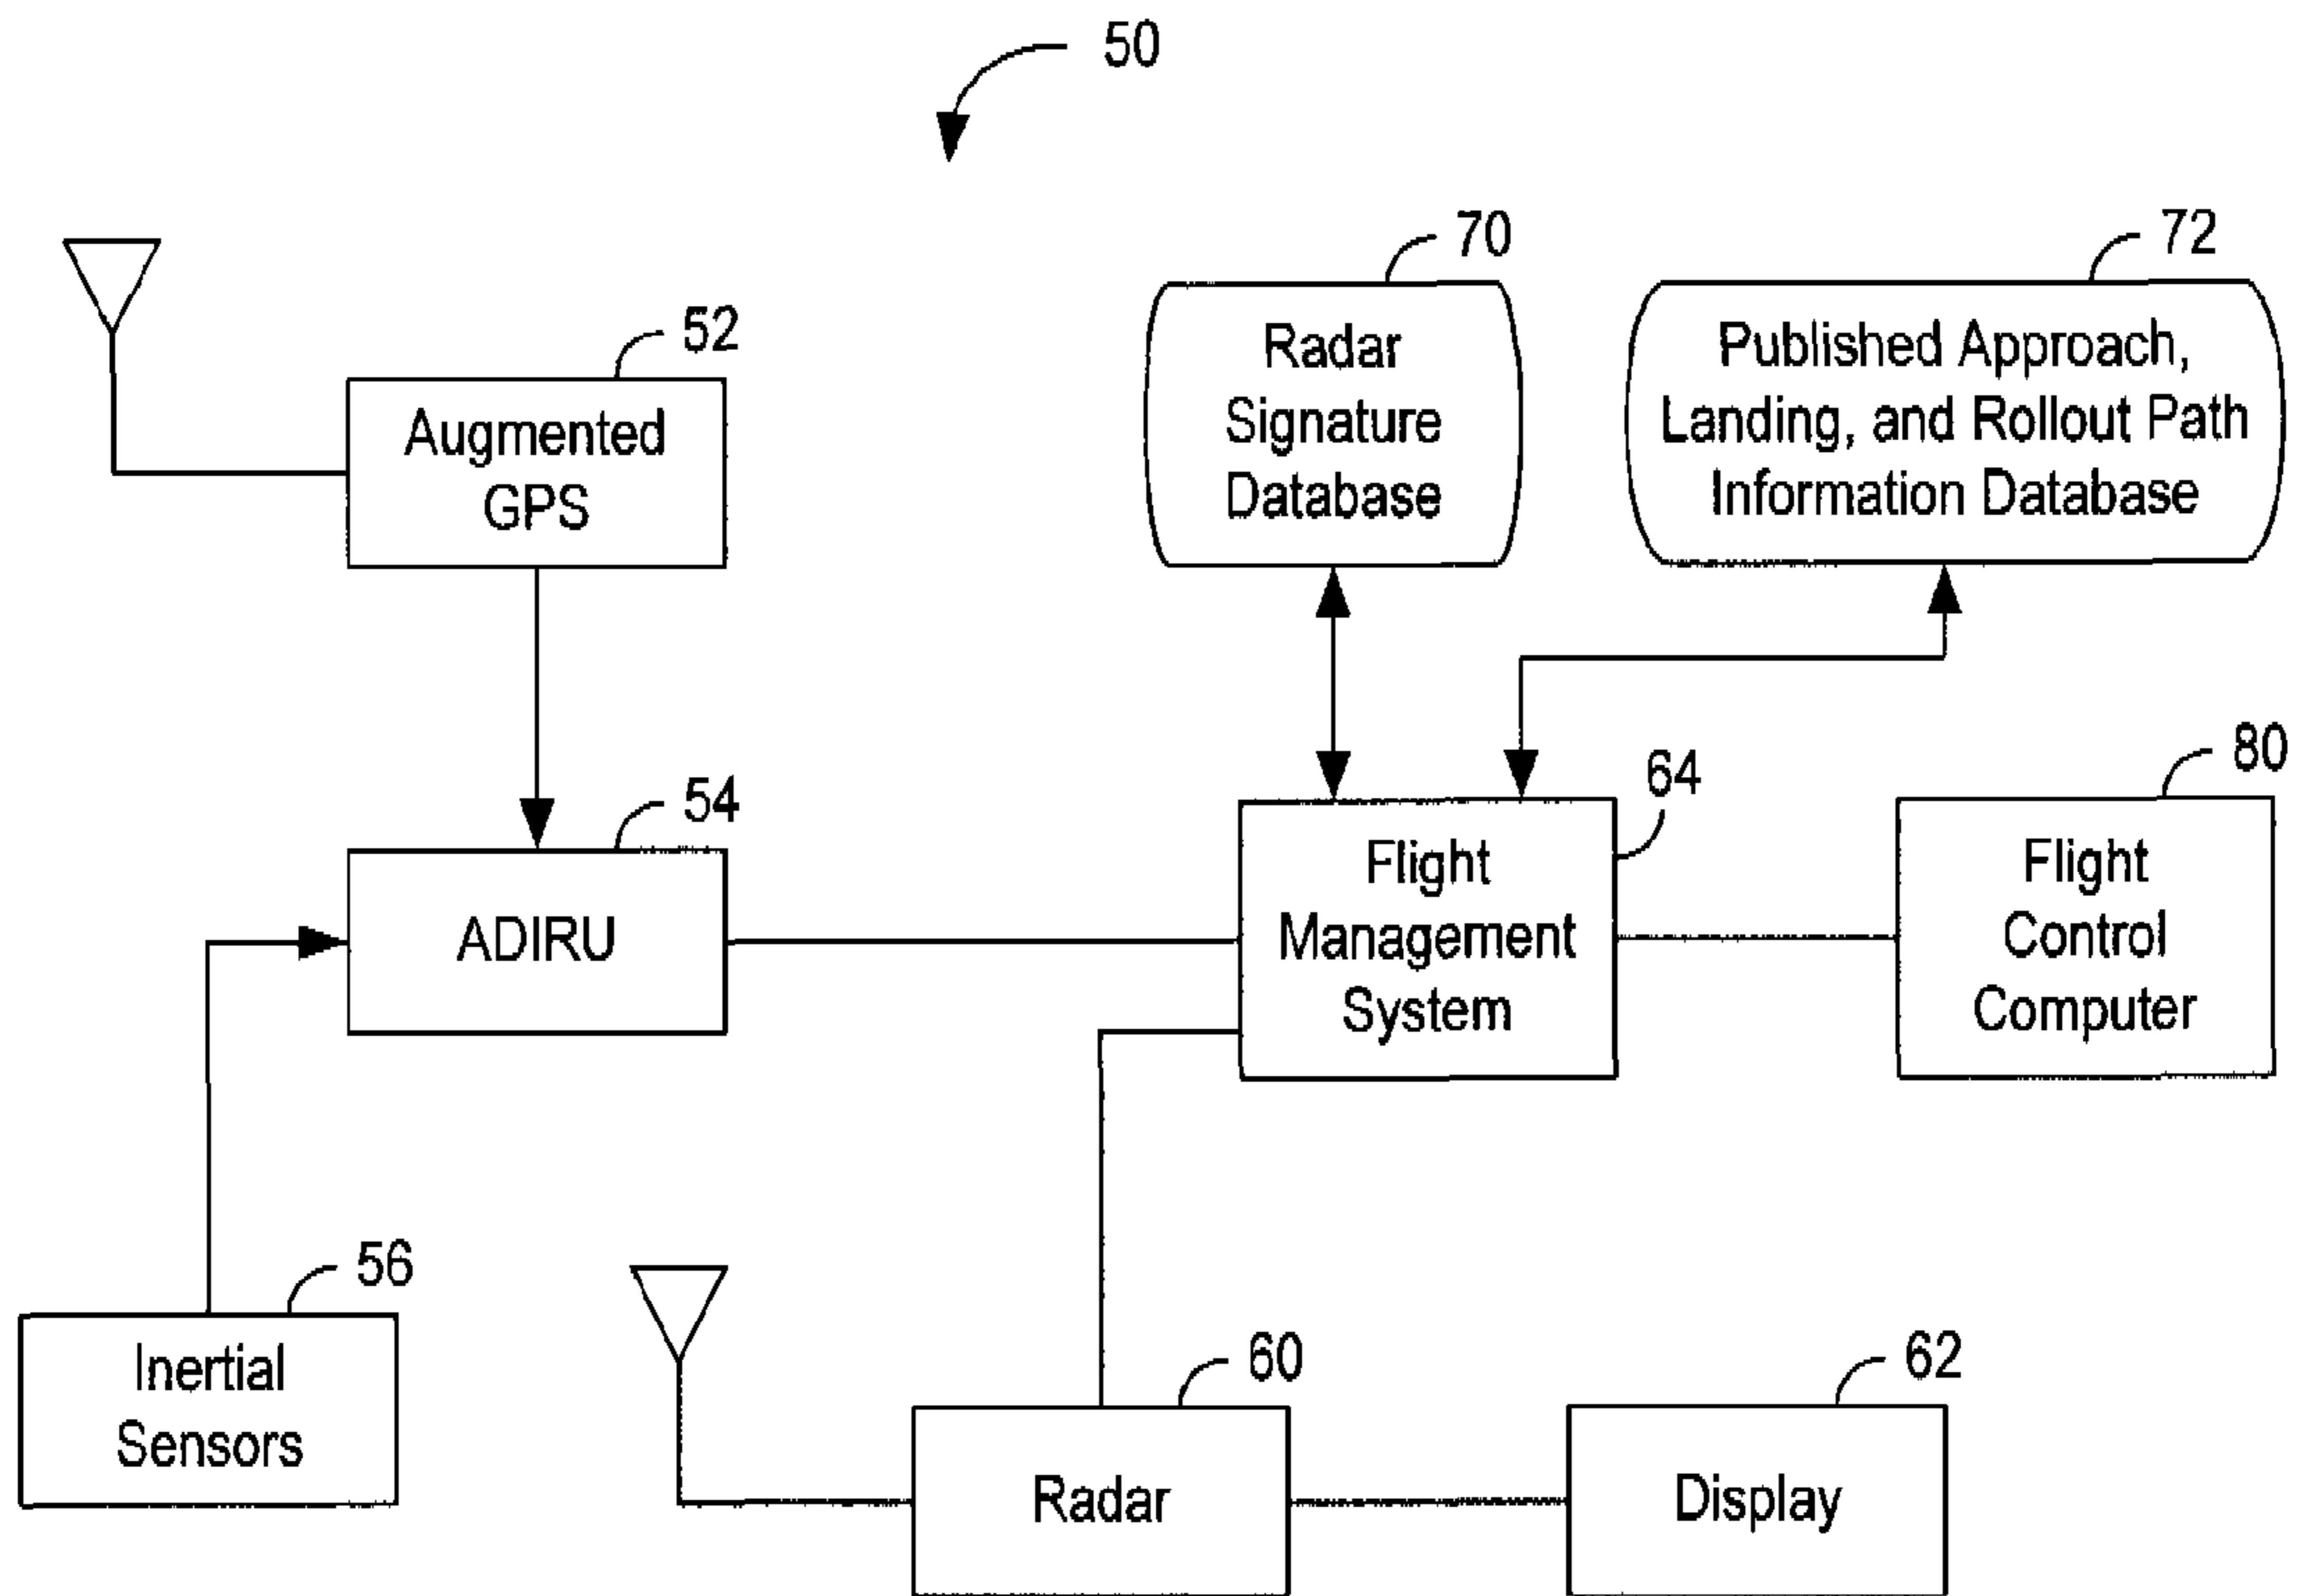 50
70
72
52
Radar
Signature
Database
Published Approach,
Landing, and Rollout Path
Information Database
Augmented
GPS
54
64
80
ADIRU
Flight
Management
System
Flight
Control
Computer
56
60
62
Inertial
Sensors
Radar
Display